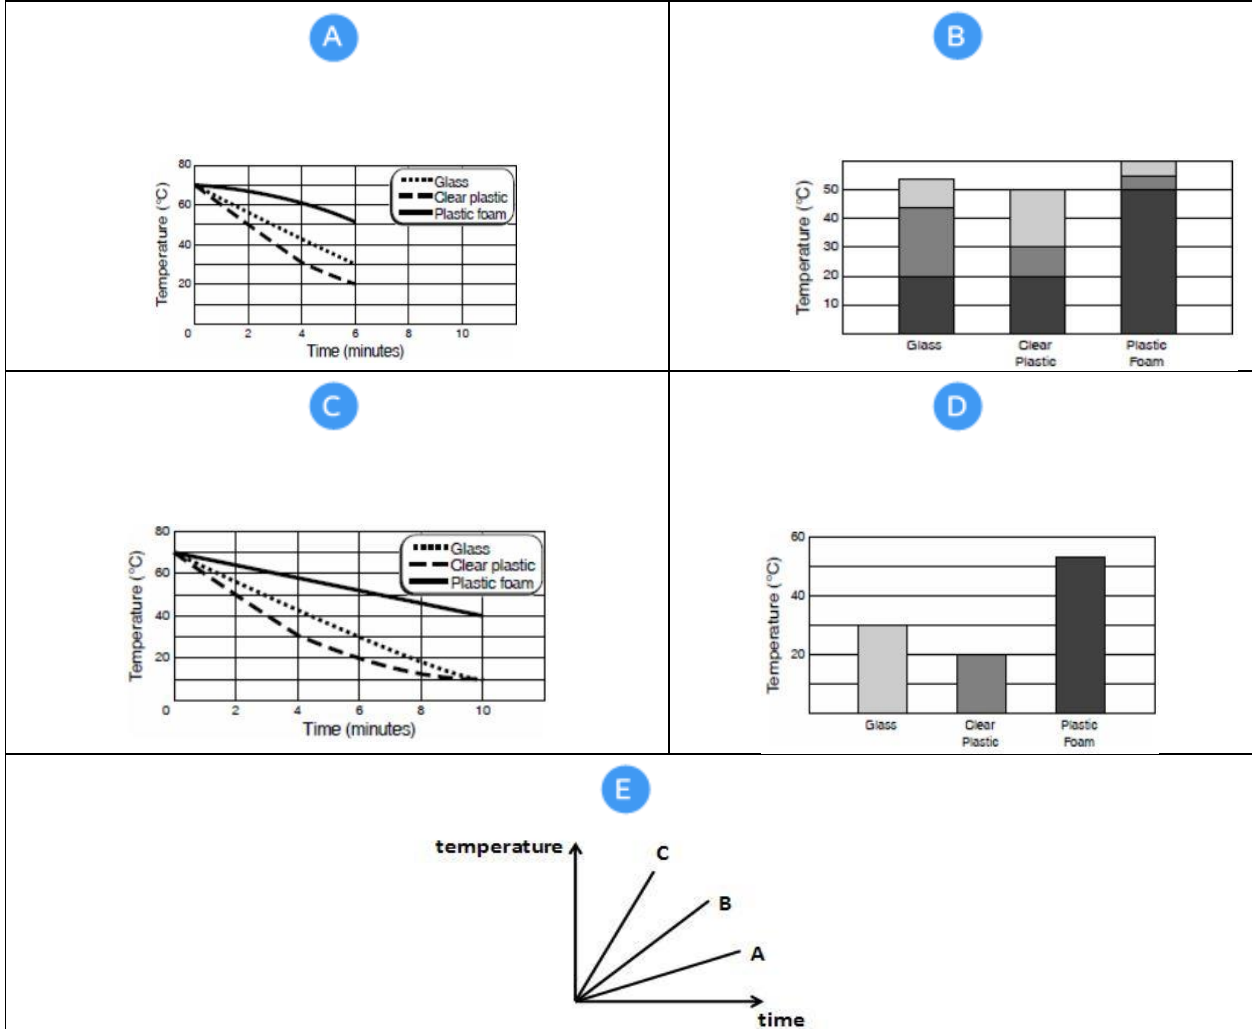 A
80
60
40
20
0
2
4
6
8
10
Temperature (°C)
Time (minutes)
Glass
Clear plastic
Plastic foam
B
50
40
30
20
10
Temperature (°C)
Glass
Clear
Plastic
Plastic
Foam
C
80
60
40
20
0
2
4
6
8
10
Temperature (°C)
Time (minutes)
Glass
Clear plastic
Plastic foam
D
60
40
20
Temperature (°C)
Glass
Clear
Plastic
Plastic
Foam
E
temperature
C
B
A
time